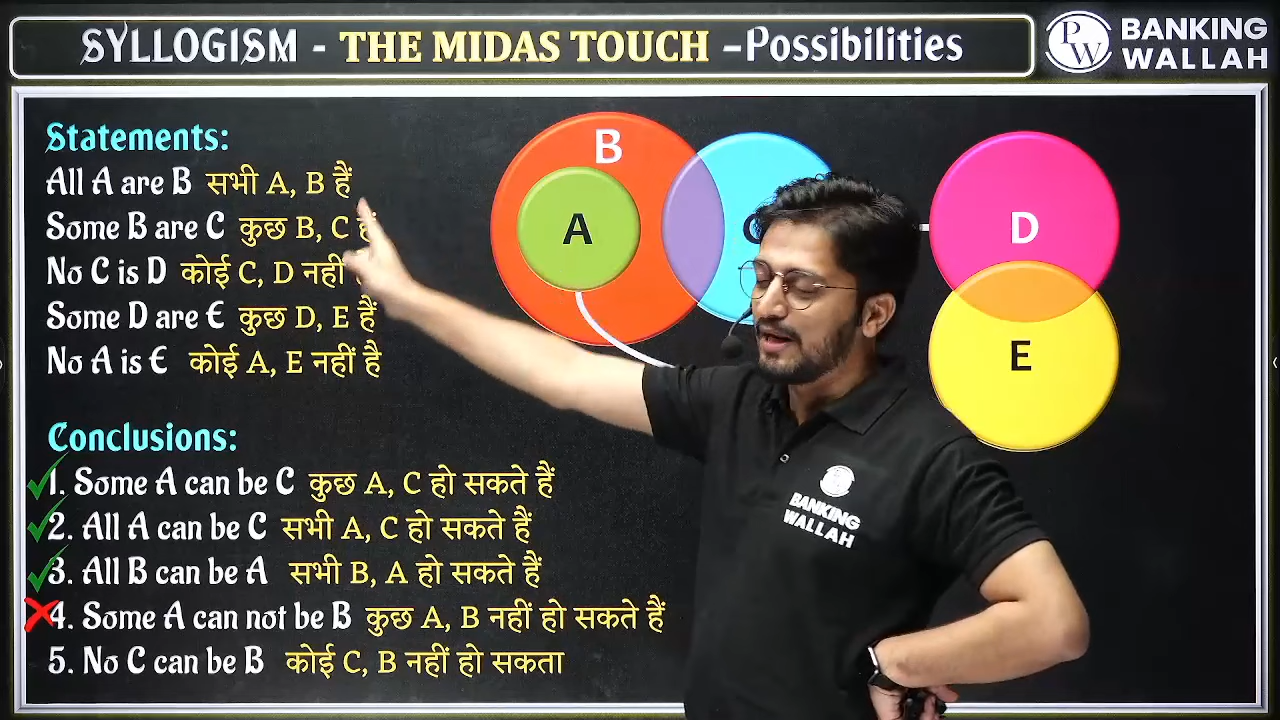 SYLLOGISM - THE MIDAS TOUCH -Possibilities
PW BANKING WALLAH
Statements:
All A are B सभी A, B हैं
Some B are C कुछ B, C हैं
No C is D कोई C, D नहीं
Some D are E कुछ D, E हैं
No A is E कोई A, E नहीं है
Conclusions:
1. Some A can be C कुछ A, C हो सकते हैं
2. All A can be C सभी A, C हो सकते हैं
3. All B can be A सभी B, A हो सकते हैं
4. Some A can not be B कुछ A, B नहीं हो सकते हैं
5. No C can be B कोई C, B नहीं हो सकता
B
A
D
E
BANKING
WALLAH